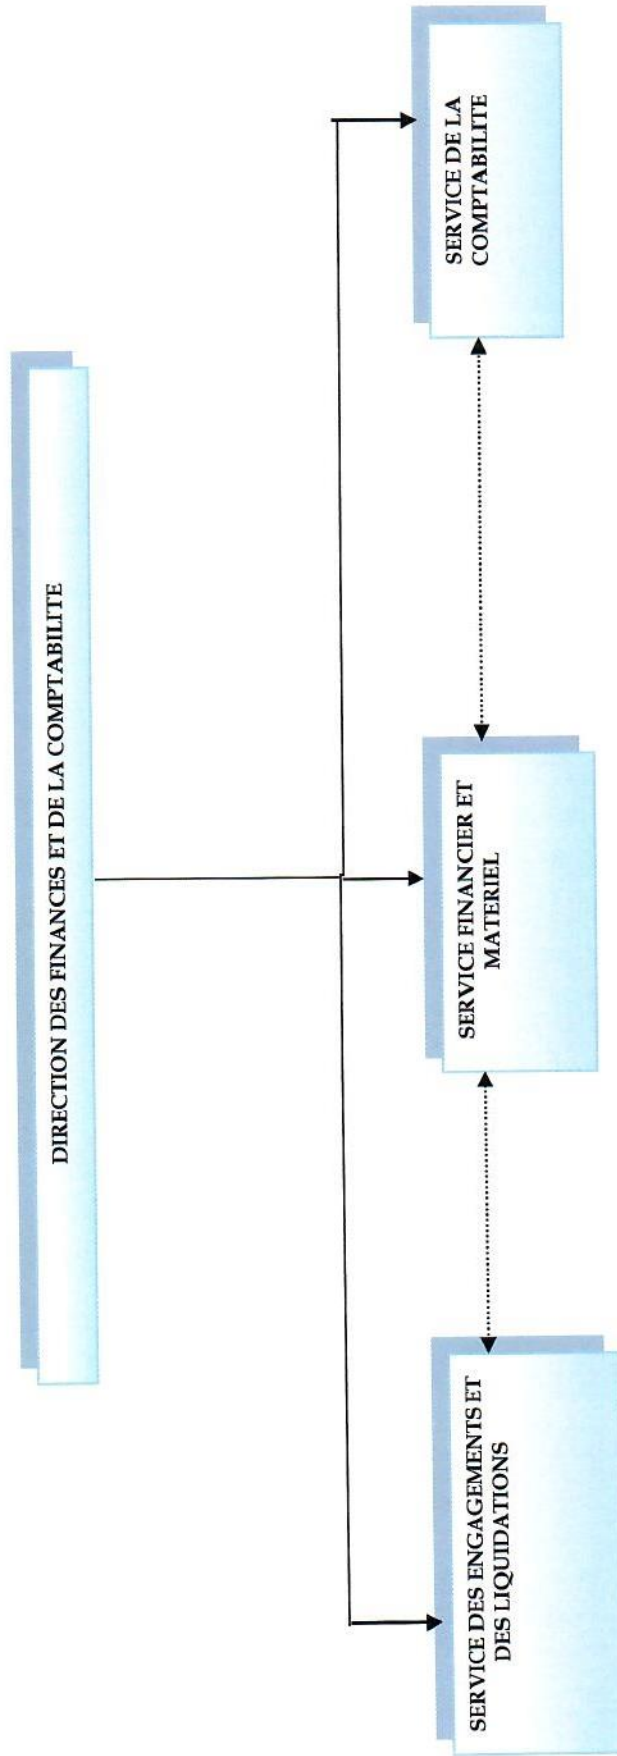 DIRECTION DES FINANCES ET DE LA COMPTABILITE
SERVICE DES ENGAGEMENTS ET
DES LIQUIDATIONS
SERVICE FINANCIER ET
MATERIEL
SERVICE DE LA
COMPTABILITE